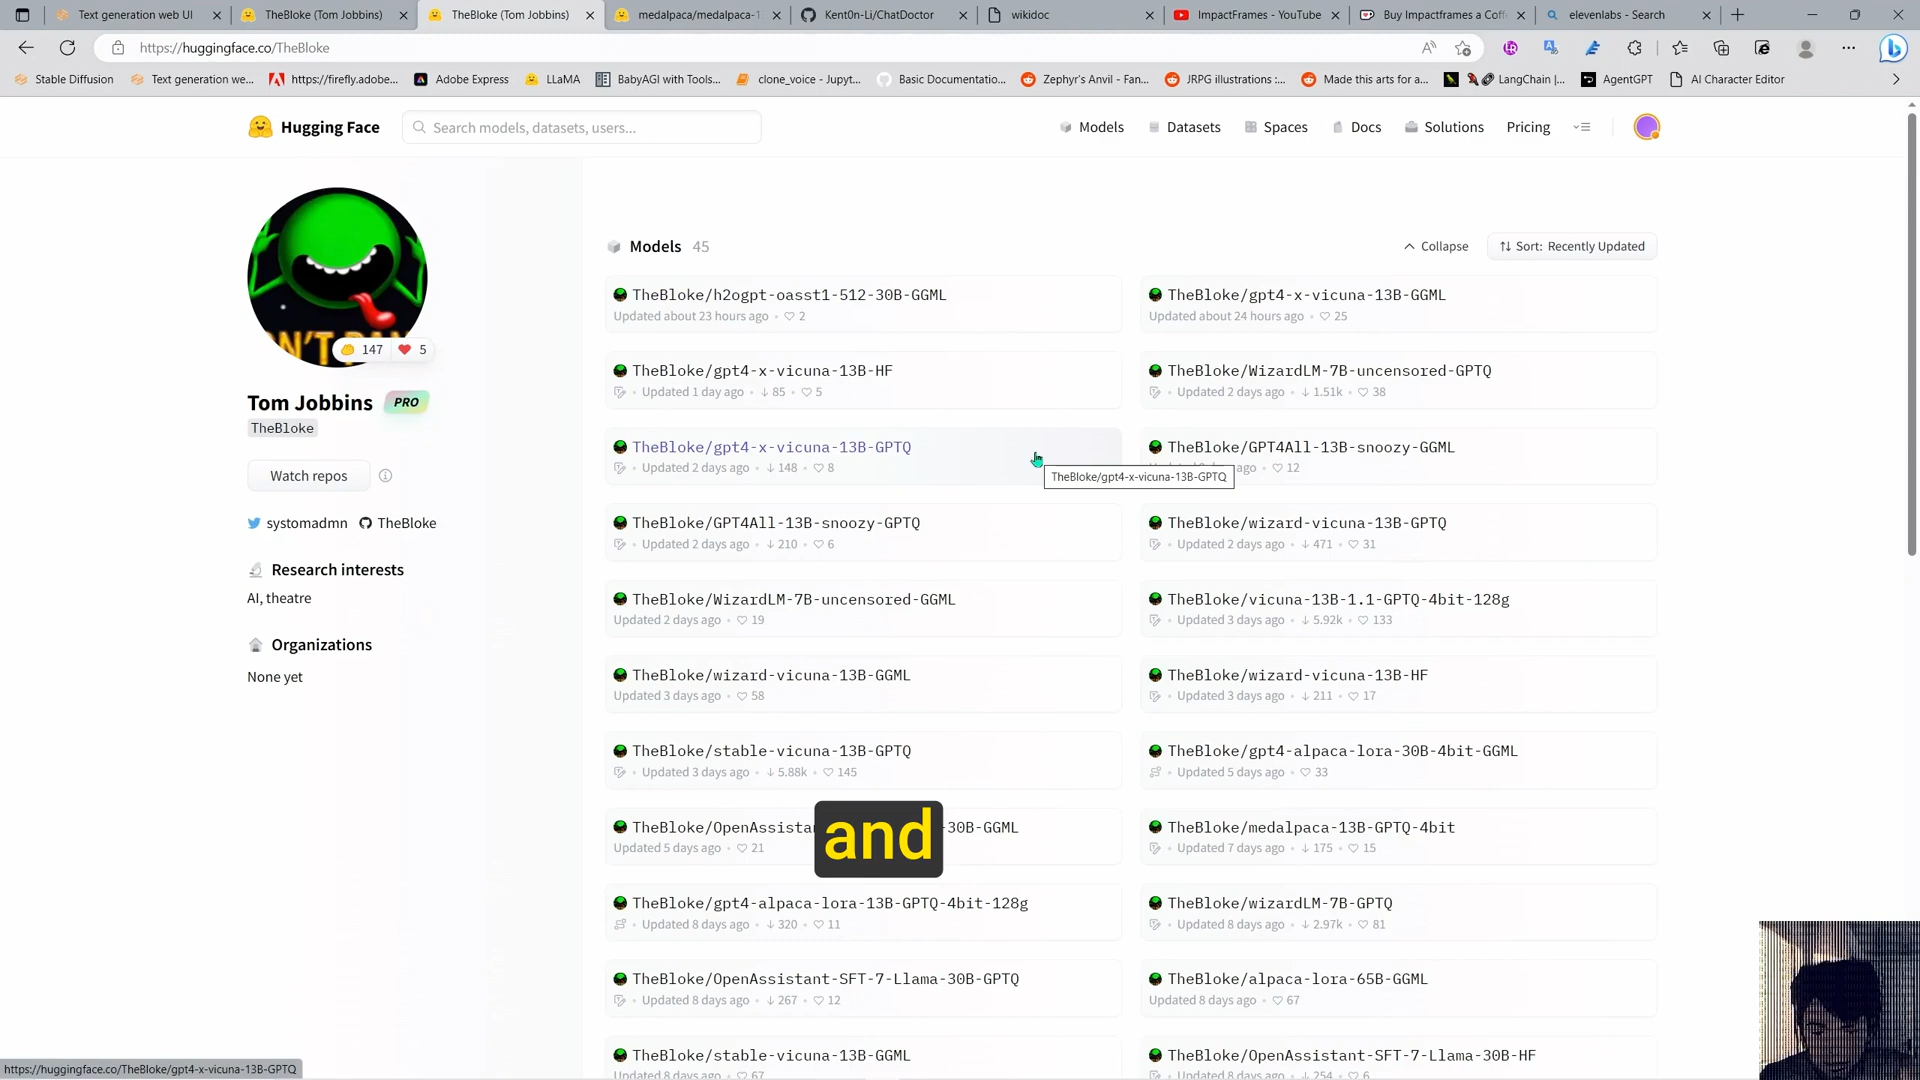 Text generation web UI
TheBloke (Tom Jobbins)
TheBloke (Tom Jobbins)
medalpaca/medalpaca-1
Kent0n-Li/ChatDoctor
wikidoc
ImpactFrames - YouTube
Buy Impactframes a Coff
elevenlabs - Search
https://huggingface.co/TheBloke
Stable Diffusion
Text generation we...
https://firefly.adobe...
Adobe Express
LLaMA
BabyAGI with Tools...
clone_voice - Jupyt...
Basic Documentatio...
Zephyr's Anvil - Fan...
JRPG illustrations :...
Made this arts for a...
LangChain |...
AgentGPT
AI Character Editor
Hugging Face
Search models, datasets, users...
Models
Datasets
Spaces
Docs
Solutions
Pricing
147
5
Tom Jobbins PRO
TheBloke
Watch repos
systomadmn TheBloke
Research interests
AI, theatre
Organizations
None yet
Models 45
Collapse
Sort: Recently Updated
TheBloke/h2ogpt-oasst1-512-30B-GGML
Updated about 23 hours ago • 2
TheBloke/gpt4-x-vicuna-13B-GGML
Updated about 24 hours ago • 25
TheBloke/gpt4-x-vicuna-13B-HF
• Updated 1 day ago • ↓ 85 • 5
TheBloke/WizardLM-7B-uncensored-GPTQ
• Updated 2 days ago • ↓ 1.51k • 38
TheBloke/gpt4-x-vicuna-13B-GPTQ
• Updated 2 days ago • ↓ 148 • 8
TheBloke/GPT4All-13B-snoozy-GGML
ago • 12
TheBloke/gpt4-x-vicuna-13B-GPTQ
TheBloke/GPT4All-13B-snoozy-GPTQ
• Updated 2 days ago • ↓ 210 • 6
TheBloke/wizard-vicuna-13B-GPTQ
• Updated 2 days ago • ↓ 471 • 31
TheBloke/WizardLM-7B-uncensored-GGML
Updated 2 days ago • 19
TheBloke/vicuna-13B-1.1-GPTQ-4bit-128g
• Updated 3 days ago • ↓ 5.92k • 133
TheBloke/wizard-vicuna-13B-GGML
Updated 3 days ago • 58
TheBloke/wizard-vicuna-13B-HF
• Updated 3 days ago • ↓ 211 • 17
TheBloke/stable-vicuna-13B-GPTQ
• Updated 3 days ago • ↓ 5.88k • 145
TheBloke/gpt4-alpaca-lora-30B-4bit-GGML
• Updated 5 days ago • 33
TheBloke/OpenAssista
-30B-GGML
Updated 5 days ago • 21
and
TheBloke/medalpaca-13B-GPTQ-4bit
• Updated 7 days ago • ↓ 175 • 15
TheBloke/gpt4-alpaca-lora-13B-GPTQ-4bit-128g
• Updated 8 days ago • ↓ 320 • 11
TheBloke/wizardLM-7B-GPTQ
• Updated 8 days ago • ↓ 2.97k • 81
TheBloke/OpenAssistant-SFT-7-Llama-30B-GPTQ
• Updated 8 days ago • ↓ 267 • 12
TheBloke/alpaca-lora-65B-GGML
Updated 8 days ago • 67
TheBloke/stable-vicuna-13B-GGML
Updated 8 days ago • 67
TheBloke/OpenAssistant-SFT-7-Llama-30B-HF
• Updated 8 days ago • ↓ 254 • 6
https://huggingface.co/TheBloke/gpt4-x-vicuna-13B-GPTQ